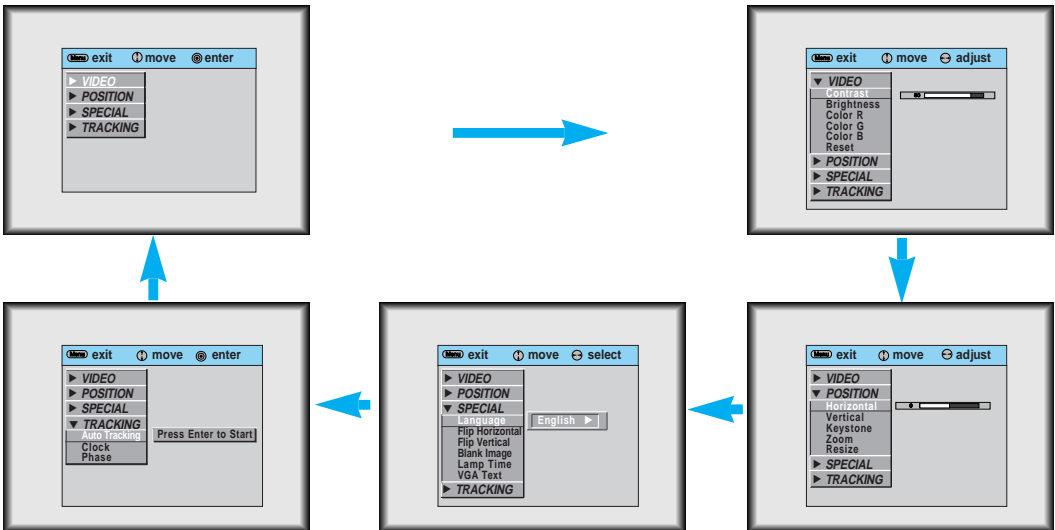 Menu exit move enter
VIDEO
POSITION
SPECIAL
TRACKING
Menu exit move adjust
VIDEO
Contrast 80
Brightness
Color R
Color G
Color B
Reset
POSITION
SPECIAL
TRACKING
Menu exit move enter
VIDEO
POSITION
SPECIAL
TRACKING
Auto Tracking Press Enter to Start
Clock
Phase
Menu exit move select
VIDEO
POSITION
SPECIAL
Language English
Flip Horizontal
Flip Vertical
Blank Image
Lamp Time
VGA Text
TRACKING
Menu exit move adjust
VIDEO
POSITION
Horizontal 0
Vertical
Keystone
Zoom
Resize
SPECIAL
TRACKING